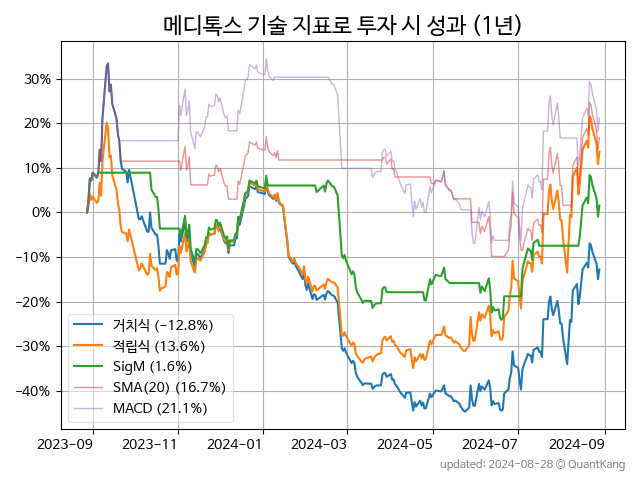 메디톡스 기술 지표로 투자 시 성과 (1년)
30%
20%
10%
0%
−10%
−20%
−30%
−40%
거치식 (−12.8%)
적립식 (13.6%)
SigM (1.6%)
SMA(20) (16.7%)
MACD (21.1%)
2023-09
2023-11
2024-01
2024-03
2024-05
2024-07
2024-09
updated: 2024-08-28 © QuantKang